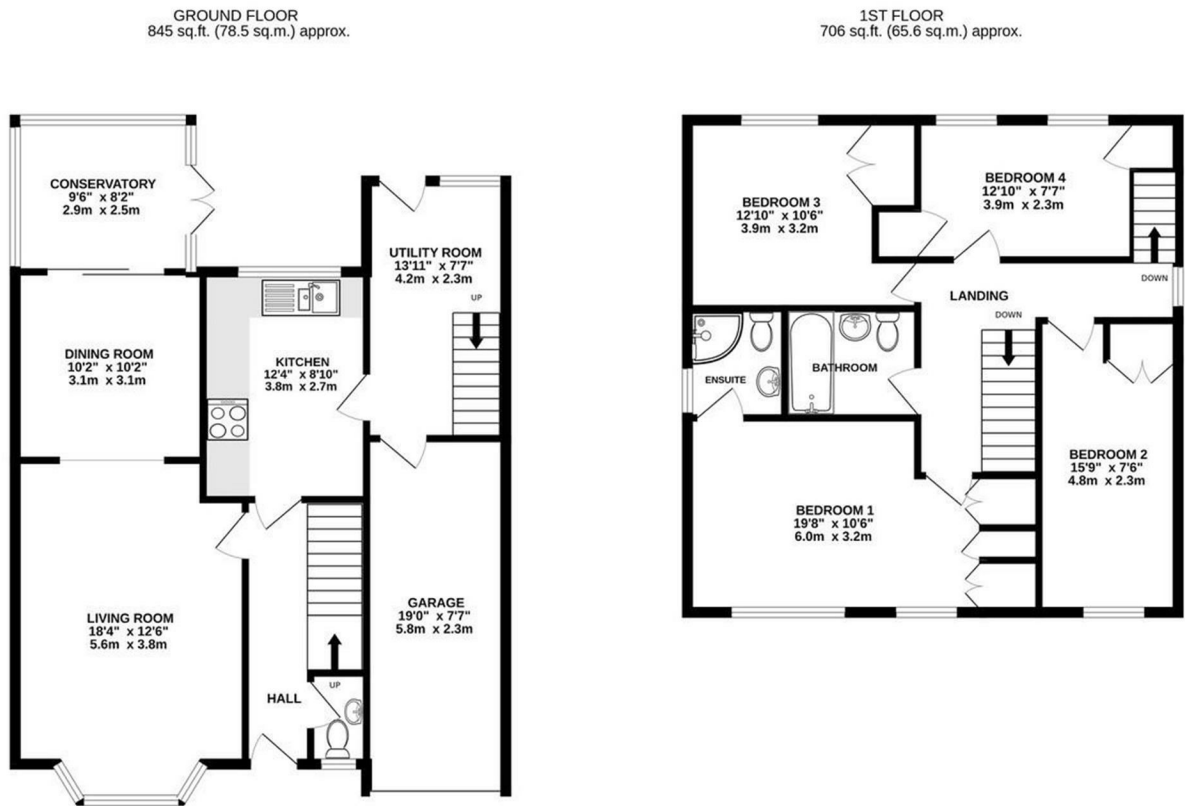 GROUND FLOOR
845 sq.ft. (78.5 sq.m.) approx.
CONSERVATORY
9'6" x 8'2"
2.9m x 2.5m
UTILITY ROOM
13'11" x 7'7"
4.2m x 2.3m
UP
DINING ROOM
10'2" x 10'2"
3.1m x 3.1m
KITCHEN
12'4" x 8'10"
3.8m x 2.7m
LIVING ROOM
18'4" x 12'6"
5.6m x 3.8m
GARAGE
19'0" x 7'7"
5.8m x 2.3m
HALL
UP
1ST FLOOR
706 sq.ft. (65.6 sq.m.) approx.
BEDROOM 3
12'10" x 10'6"
3.9m x 3.2m
BEDROOM 4
12'10" x 7'7"
3.9m x 2.3m
DOWN
LANDING
DOWN
ENSUITE
BATHROOM
BEDROOM 2
15'9" x 7'6"
4.8m x 2.3m
BEDROOM 1
19'8" x 10'6"
6.0m x 3.2m